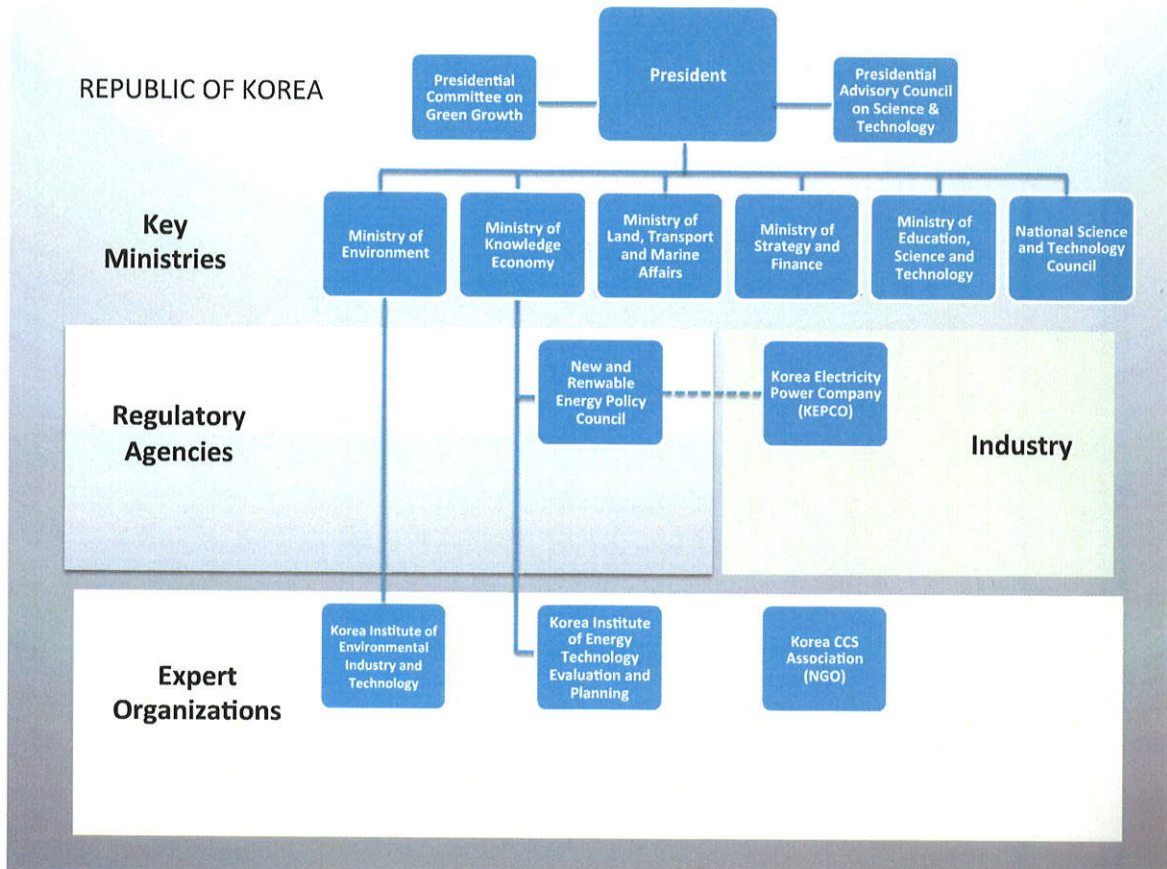 REPUBLIC OF KOREA
Presidential
Committee on
Green Growth
President
Presidential
Advisory Council
on Science &
Technology
Key
Ministries
Ministry of
Environment
Ministry of
Knowledge
Economy
Ministry of
Land, Transport
and Marine
Affairs
Ministry of
Strategy and
Finance
Ministry of
Education,
Science and
Technology
National Science
and Technology
Council
Regulatory
Agencies
New and
Renwable
Energy Policy
Council
Korea Electricity
Power Company
(KEPCO)
Industry
Expert
Organizations
Korea Institute of
Environmental
Industry and
Technology
Korea Institute
of Energy
Technology
Evaluation and
Planning
Korea CCS
Association
(NGO)